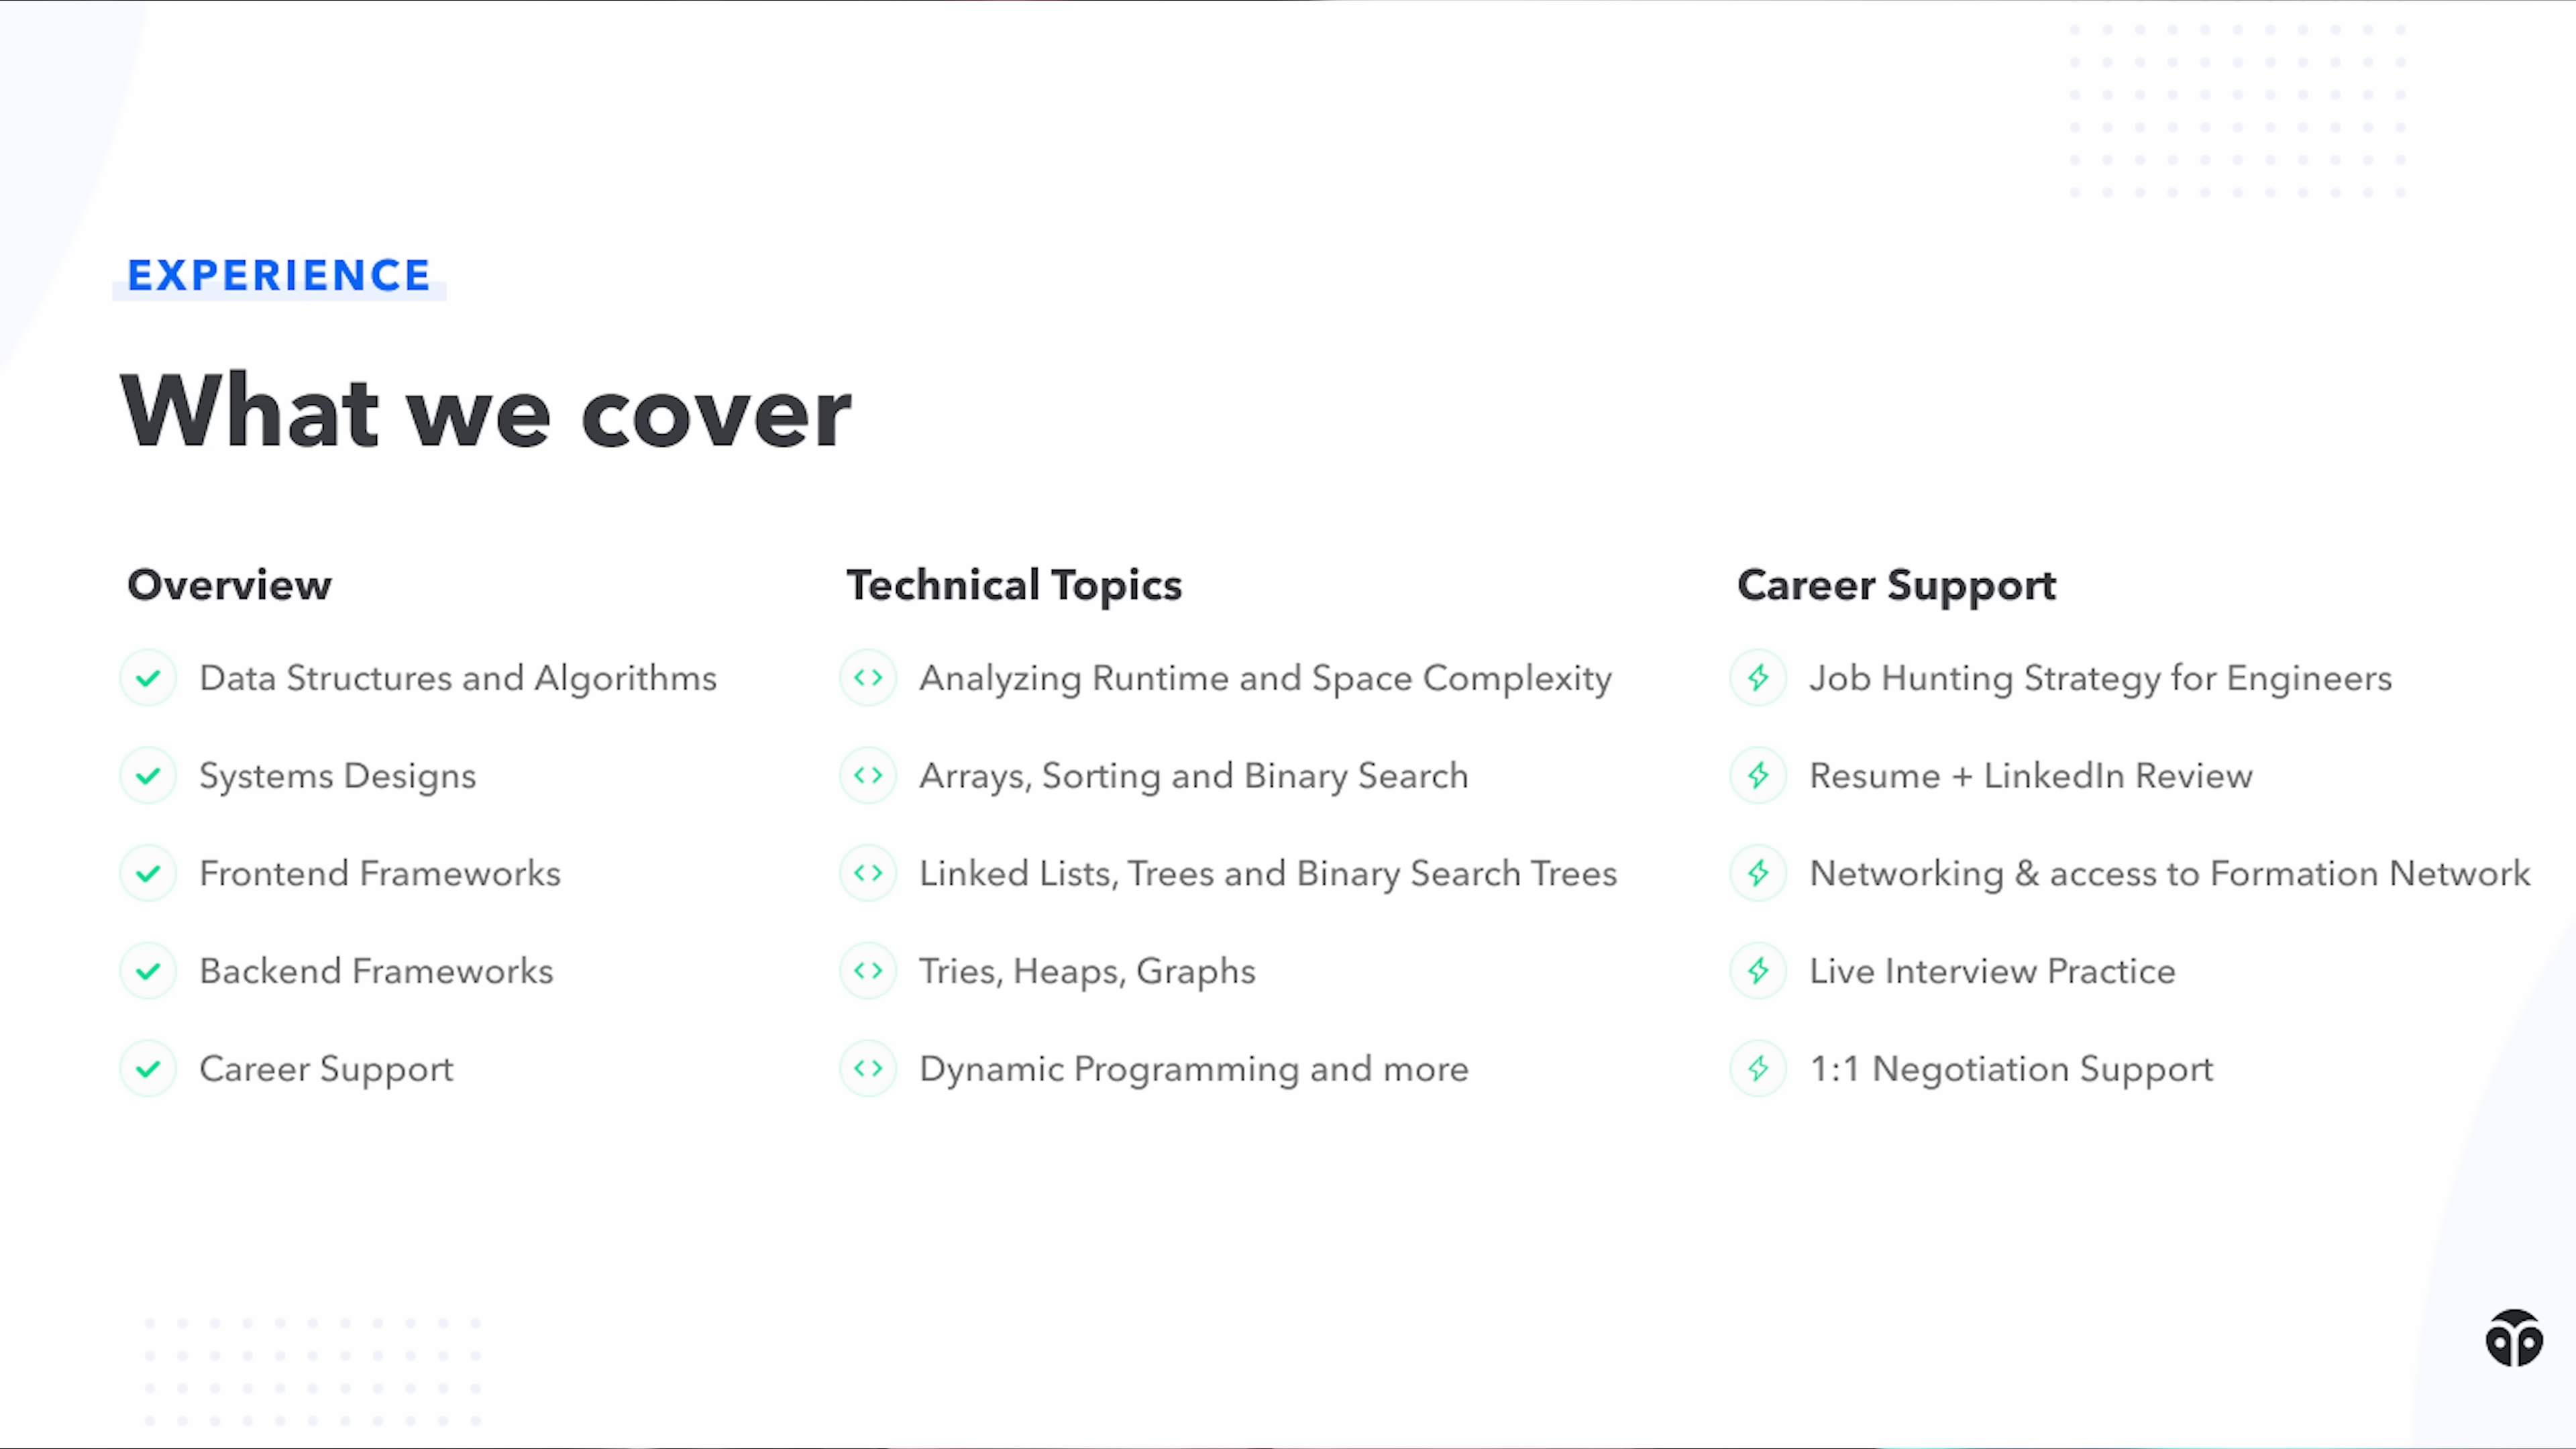 EXPERIENCE
What we cover
Overview
Data Structures and Algorithms
Systems Designs
Frontend Frameworks
Backend Frameworks
Career Support
Technical Topics
Analyzing Runtime and Space Complexity
Arrays, Sorting and Binary Search
Linked Lists, Trees and Binary Search Trees
Tries, Heaps, Graphs
Dynamic Programming and more
Career Support
Job Hunting Strategy for Engineers
Resume + LinkedIn Review
Networking & access to Formation Network
Live Interview Practice
1:1 Negotiation Support